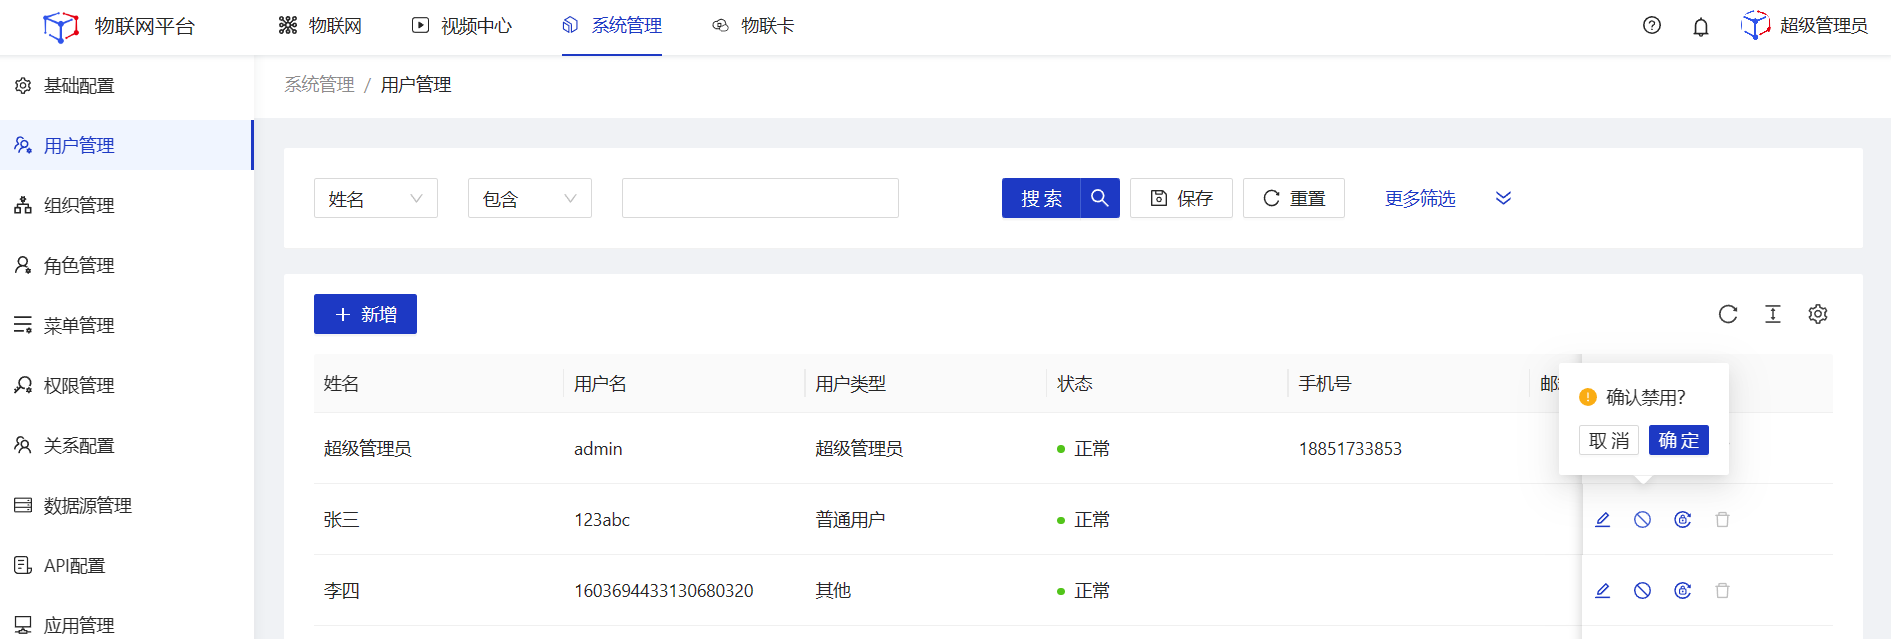 物联网平台
物联网
视频中心
系统管理
物联卡
超级管理员
基础配置
用户管理
组织管理
角色管理
菜单管理
权限管理
关系配置
数据源管理
API配置
应用管理
系统管理 / 用户管理
姓名
包含
搜索
保存
重置
更多筛选
新增
姓名 用户名 用户类型 状态 手机号
确认禁用?
取消 确定
超级管理员 admin 超级管理员 正常 18851733853
张三 123abc 普通用户 正常
李四 1603694433130680320 其他 正常